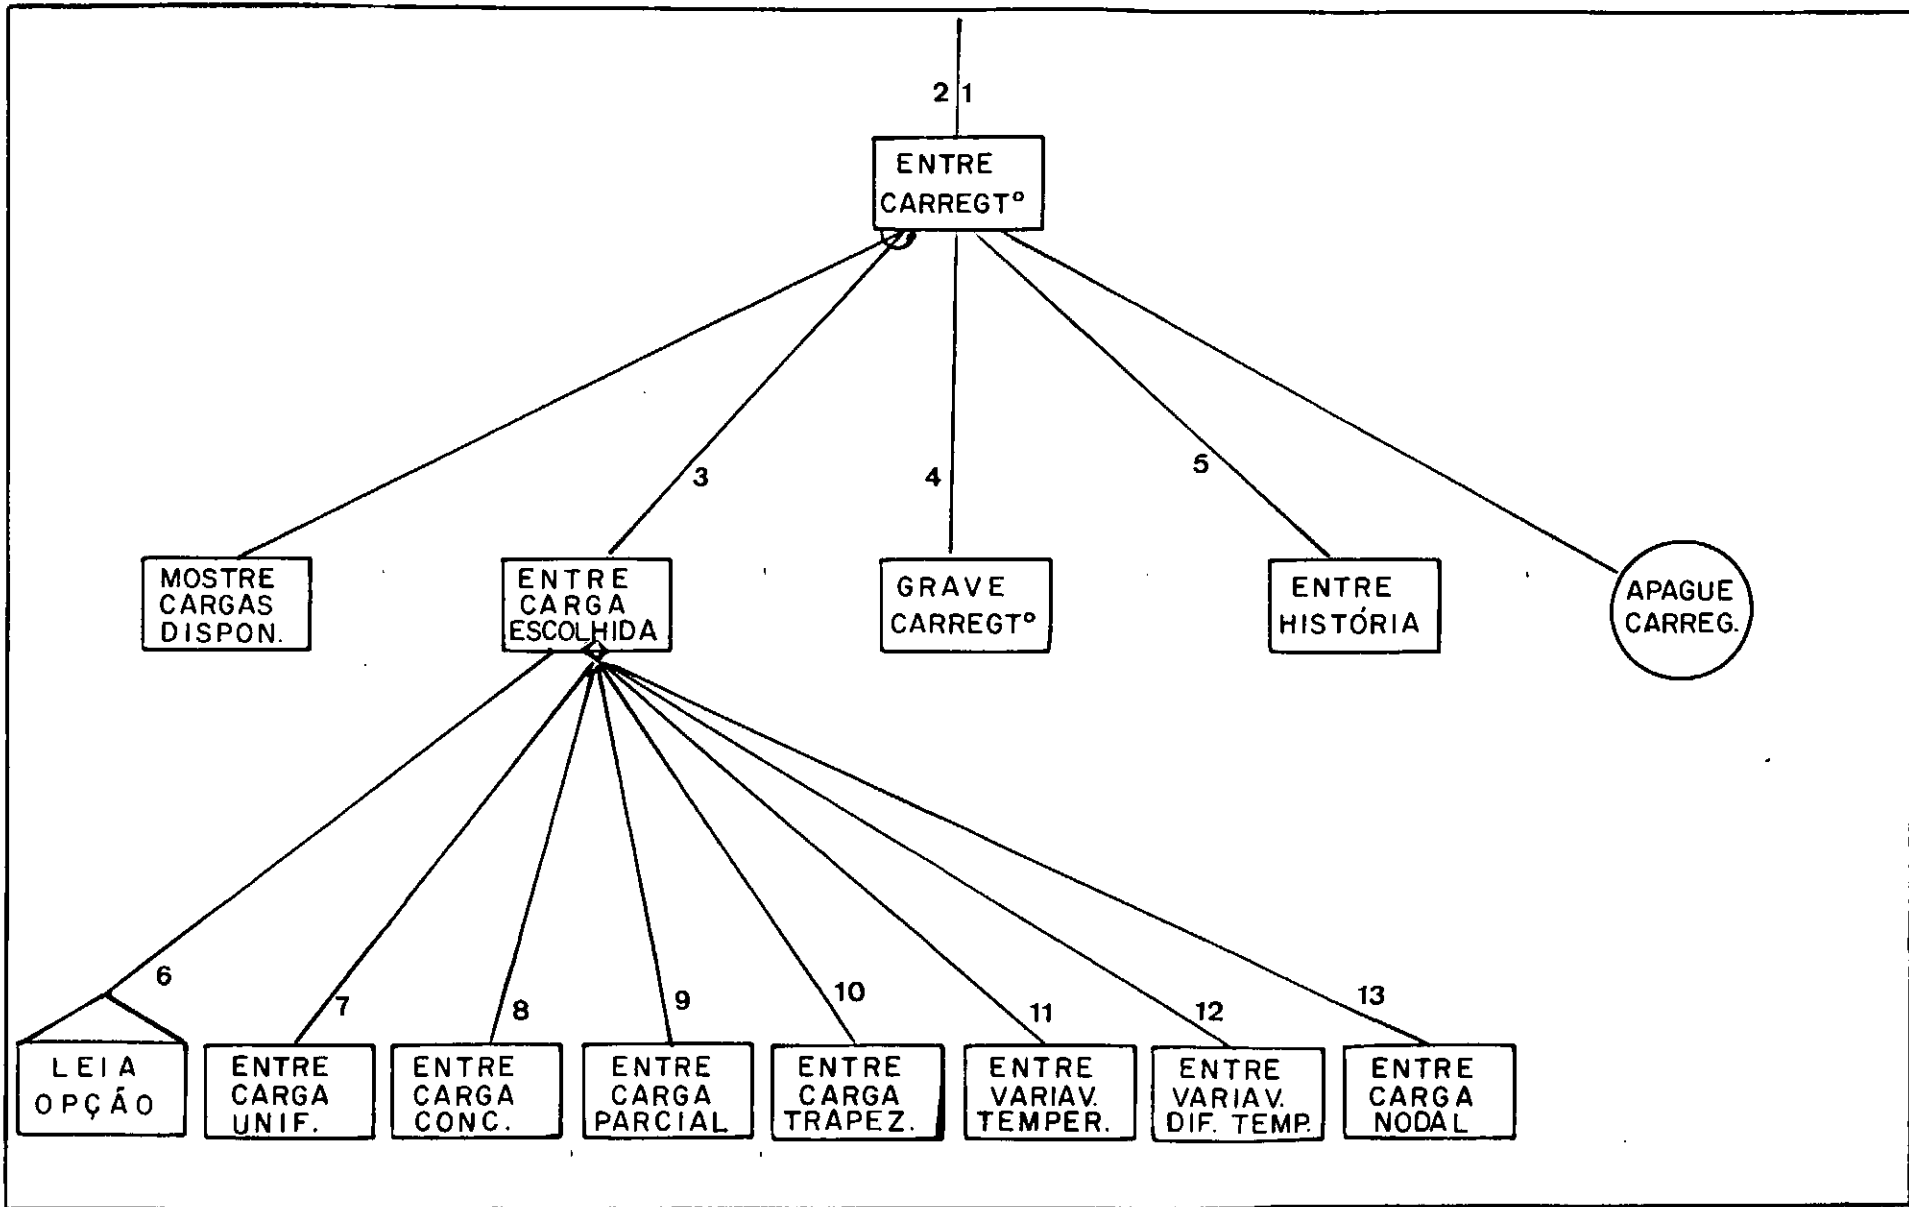 2 1
ENTRE
CARREGTº
3
4
5
MOSTRE
CARGAS
DISPON.
ENTRE
CARGA
ESCOLHIDA
GRAVE
CARREGTº
ENTRE
HISTÓRIA
APAGUE
CARREG.
6
7
8
9
10
11
12
13
LEIA
OPÇÃO
ENTRE
CARGA
UNIF.
ENTRE
CARGA
CONC.
ENTRE
CARGA
PARCIAL
ENTRE
CARGA
TRAPEZ.
ENTRE
VARIAV.
TEMPER.
ENTRE
VARIAV.
DIF. TEMP.
ENTRE
CARGA
NODAL